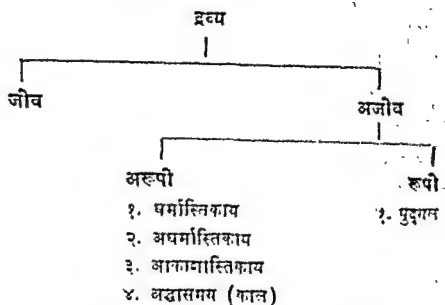 द्रव्य
जीव अजीव
अरूपी रूपी
१. धर्मास्तिकाय १. पुद्गल
२. अधर्मास्तिकाय
३. आकाशास्तिकाय
४. अद्धासमय (काल)